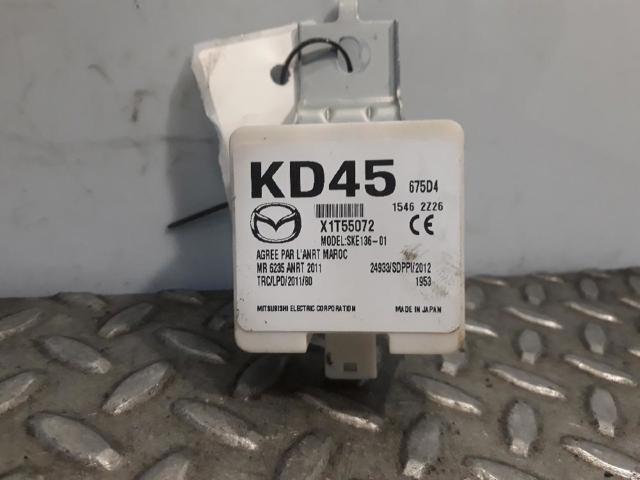 KD45 675D4
1546 2Z26
X1T55072
MODEL:SKE136-01
AGREE PAR L'ANRT MAROC
MR 6235 ANRT 2011 24933/SDPPI/2012
TRC/LPD/2011/80 1953
MITSUBISHI ELECTRIC CORPORATION MADE IN JAPAN